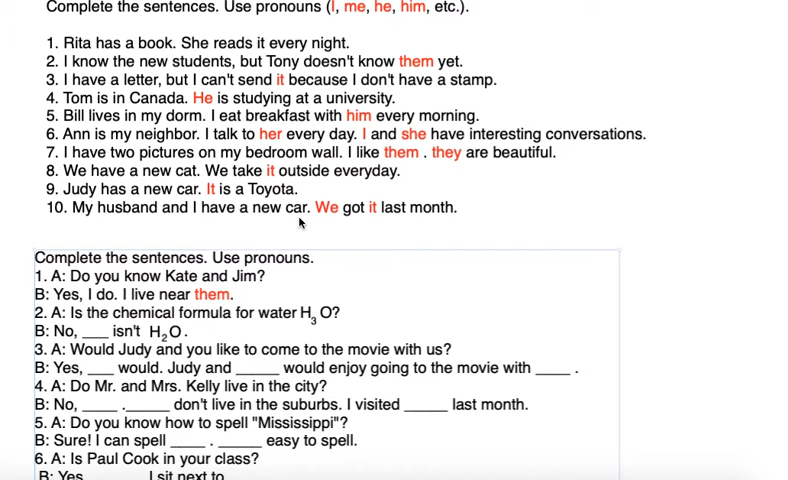 Complete the sentences. Use pronouns (I, me, he, him, etc.).
1. Rita has a book. She reads it every night.
2. I know the new students, but Tony doesn't know them yet.
3. I have a letter, but I can't send it because I don't have a stamp.
4. Tom is in Canada. He is studying at a university.
5. Bill lives in my dorm. I eat breakfast with him every morning.
6. Ann is my neighbor. I talk to her every day. I and she have interesting conversations.
7. I have two pictures on my bedroom wall. I like them . they are beautiful.
8. We have a new cat. We take it outside everyday.
9. Judy has a new car. It is a Toyota.
10. My husband and I have a new car. We got it last month.
Complete the sentences. Use pronouns.
1. A: Do you know Kate and Jim?
B: Yes, I do. I live near them.
2. A: Is the chemical formula for water H₃O?
B: No, ___ isn't H₂O.
3. A: Would Judy and you like to come to the movie with us?
B: Yes, ___ would. Judy and _____ would enjoy going to the movie with ____ .
4. A: Do Mr. and Mrs. Kelly live in the city?
B: No, ____ ._____ don't live in the suburbs. I visited _____ last month.
5. A: Do you know how to spell "Mississippi"?
B: Sure! I can spell ____ . _____ easy to spell.
6. A: Is Paul Cook in your class?
B: Yes, I sit next to